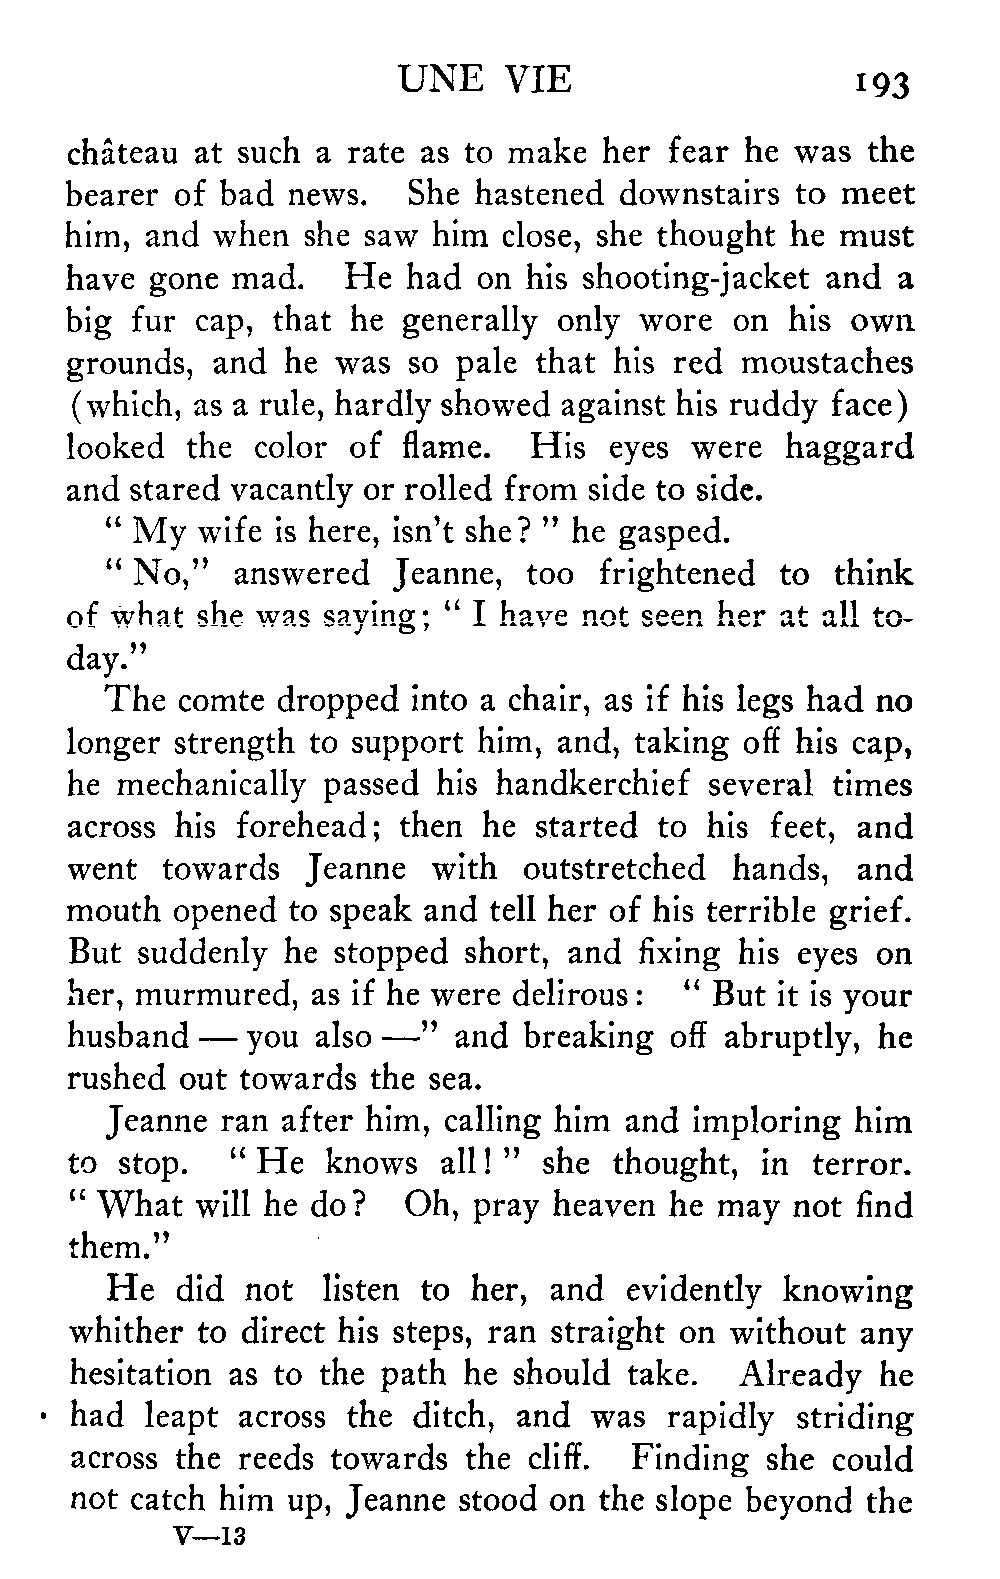 UNE VIE 193
château at such a rate as to make her fear he was the
bearer of bad news. She hastened downstairs to meet
him, and when she saw him close, she thought he must
have gone mad. He had on his shooting-jacket and a
big fur cap, that he generally only wore on his own
grounds, and he was so pale that his red moustaches
(which, as a rule, hardly showed against his ruddy face)
looked the color of flame. His eyes were haggard
and stared vacantly or rolled from side to side.
" My wife is here, isn't she? " he gasped.
" No," answered Jeanne, too frightened to think
of what she was saying; " I have not seen her at all to-
day."
The comte dropped into a chair, as if his legs had no
longer strength to support him, and, taking off his cap,
he mechanically passed his handkerchief several times
across his forehead; then he started to his feet, and
went towards Jeanne with outstretched hands, and
mouth opened to speak and tell her of his terrible grief.
But suddenly he stopped short, and fixing his eyes on
her, murmured, as if he were delirous: " But it is your
husband — you also —" and breaking off abruptly, he
rushed out towards the sea.
Jeanne ran after him, calling him and imploring him
to stop. " He knows all! " she thought, in terror.
" What will he do? Oh, pray heaven he may not find
them."
He did not listen to her, and evidently knowing
whither to direct his steps, ran straight on without any
hesitation as to the path he should take. Already he
had leapt across the ditch, and was rapidly striding
across the reeds towards the cliff. Finding she could
not catch him up, Jeanne stood on the slope beyond the
V—13